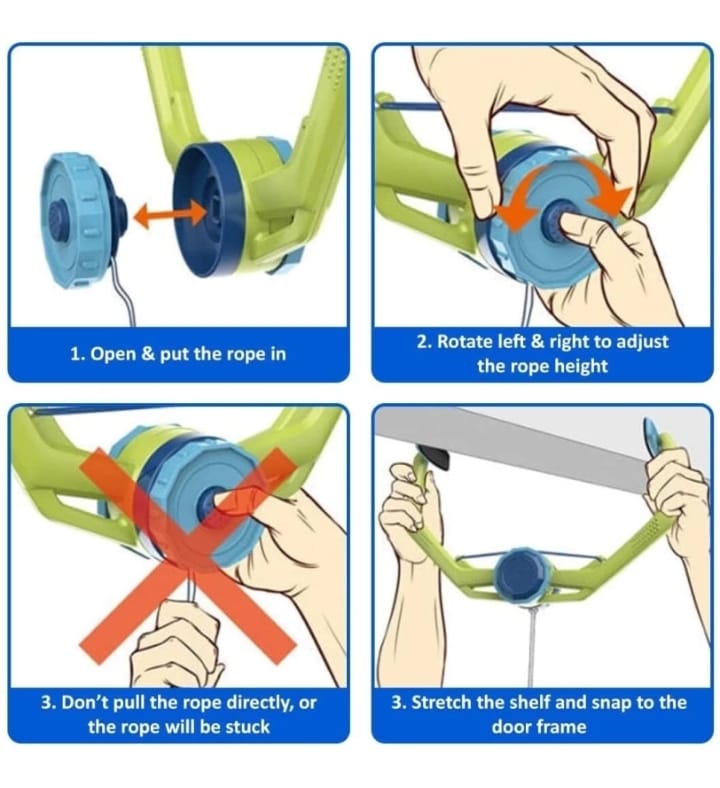 1. Open & put the rope in
2. Rotate left & right to adjust
the rope height
3. Don’t pull the rope directly, or
the rope will be stuck
3. Stretch the shelf and snap to the
door frame